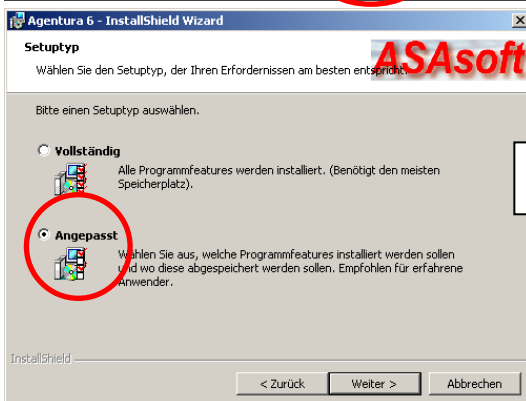 Agentura 6 - InstallShield Wizard
Setuptyp
Wählen Sie den Setuptyp, der Ihren Erfordernissen am besten entspricht.
ASAsoft
Bitte einen Setuptyp auswählen.
Vollständig
Alle Programmfeatures werden installiert. (Benötigt den meisten
Speicherplatz).
Angepasst
Wählen Sie aus, welche Programmfeatures installiert werden sollen
und wo diese abgespeichert werden sollen. Empfohlen für erfahrene
Anwender.
InstallShield
< Zurück
Weiter >
Abbrechen